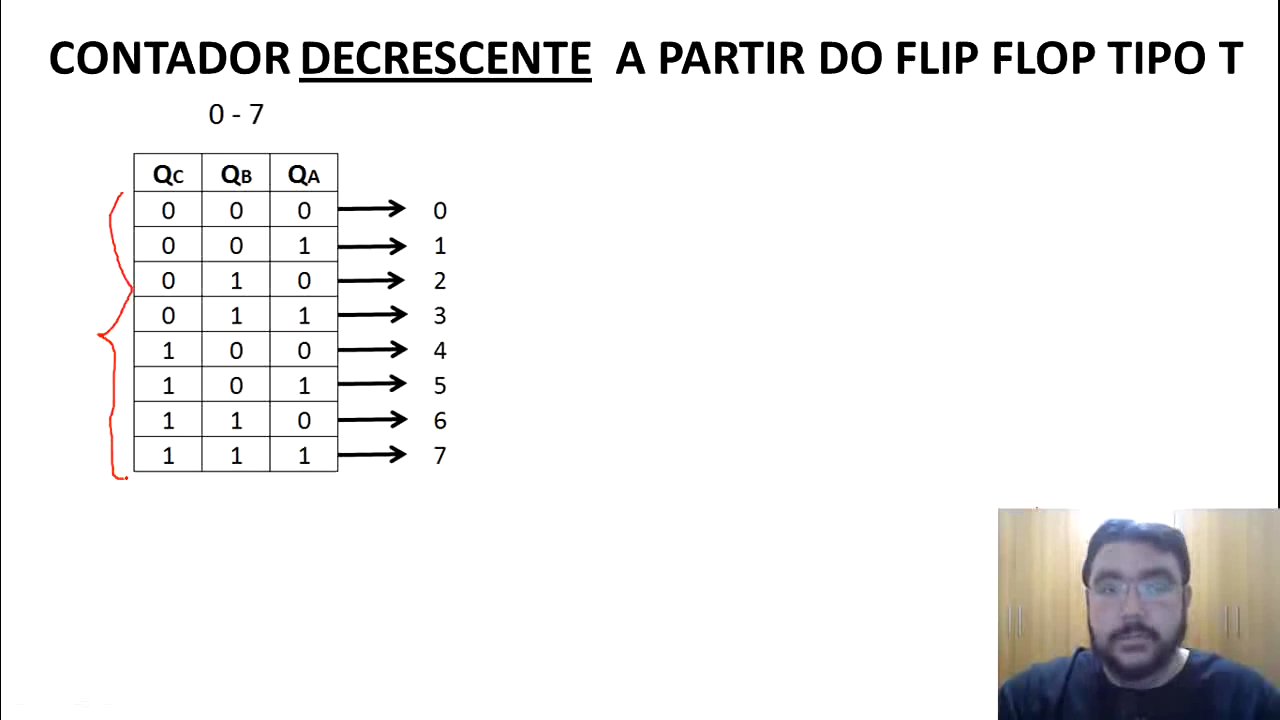 CONTADOR DECRESCENTE A PARTIR DO FLIP FLOP TIPO T
0 - 7
QC QB QA
0 0 0 0
0 0 1 1
0 1 0 2
0 1 1 3
1 0 0 4
1 0 1 5
1 1 0 6
1 1 1 7